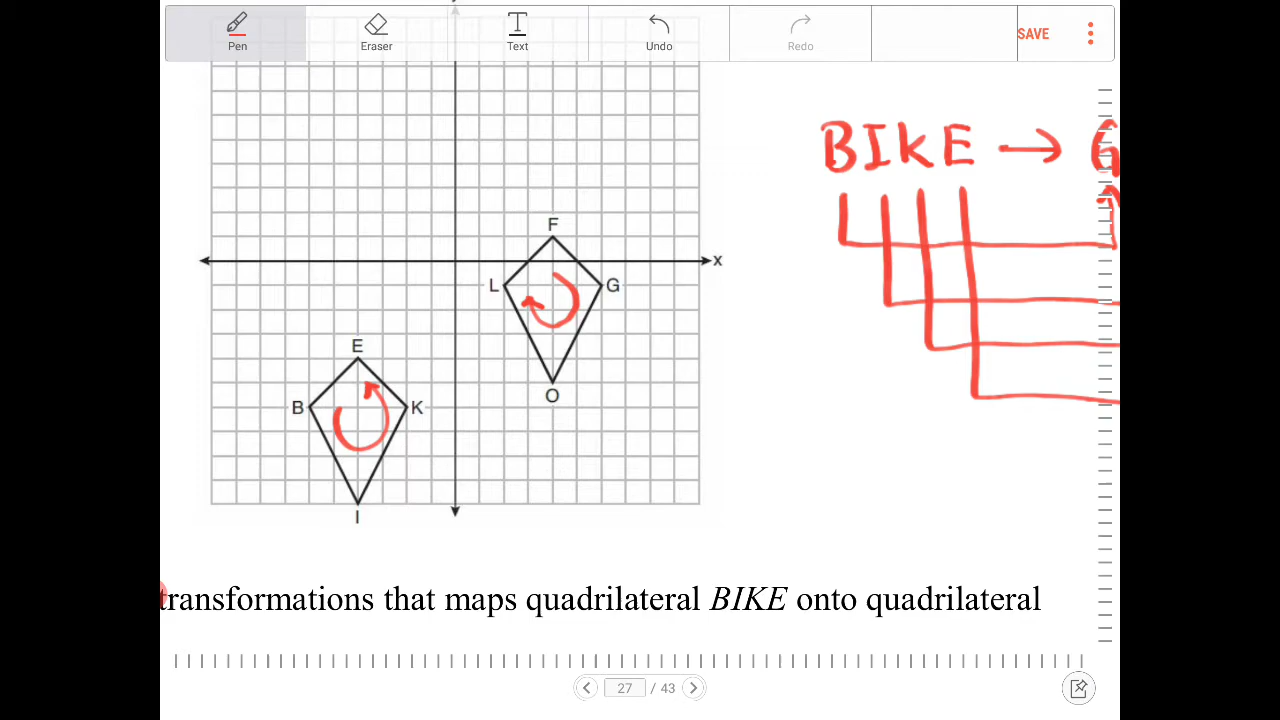 Pen Eraser Text Undo Redo SAVE
BIKE → G
F
x
L G
E
O
B K
I
transformations that maps quadrilateral BIKE onto quadrilateral
27 / 43